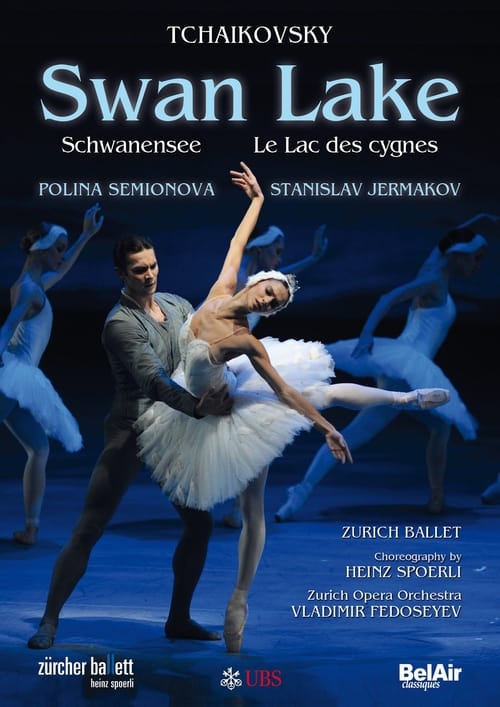 TCHAIKOVSKY
Swan Lake
Schwanensee Le Lac des cygnes
POLINA SEMIONOVA STANISLAV JERMAKOV
ZURICH BALLET
Choreography by
HEINZ SPOERLI
Zurich Opera Orchestra
VLADIMIR FEDOSEYEV
zürcher ballett
heinz spoerli
UBS
BelAir
classiques